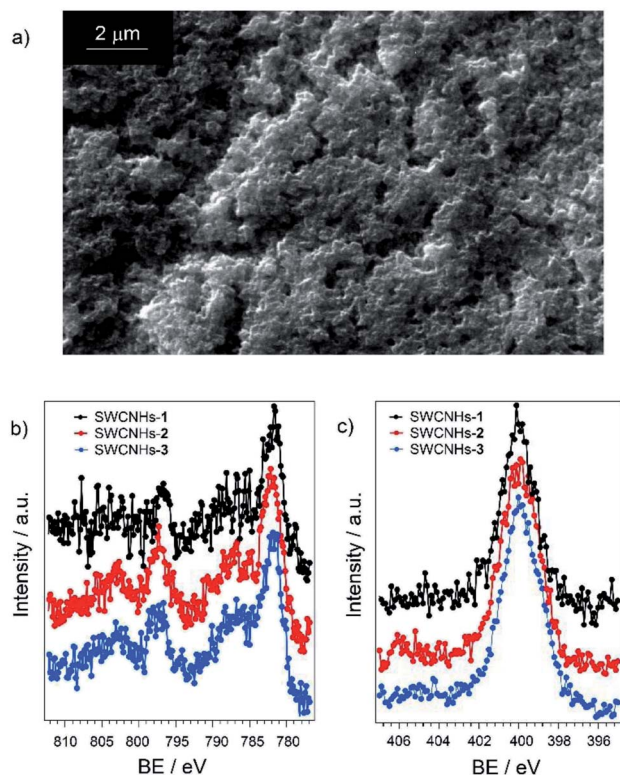 a)
2 μm
b)
SWCNHs-1
SWCNHs-2
SWCNHs-3
Intensity / a.u.
810 805 800 795 790 785 780
BE / eV
c)
SWCNHs-1
SWCNHs-2
SWCNHs-3
Intensity / a.u.
406 404 402 400 398 396
BE / eV